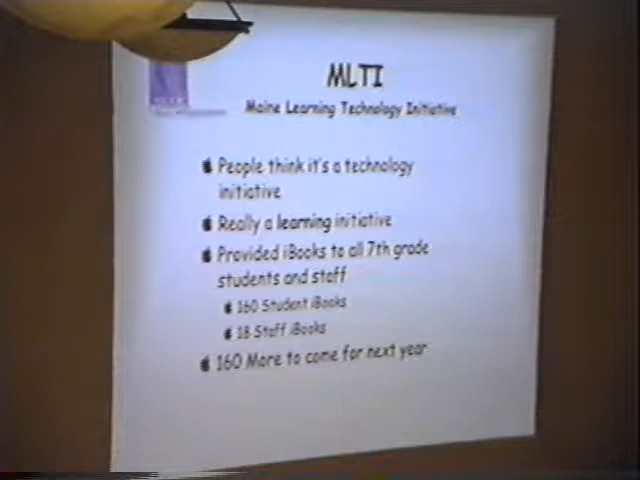 MLTI
Maine Learning Technology Initiative
People think it's a technology
initiative
Really a learning initiative
Provided iBooks to all 7th grade
students and staff
160 Student iBooks
18 Staff iBooks
160 More to come for next year